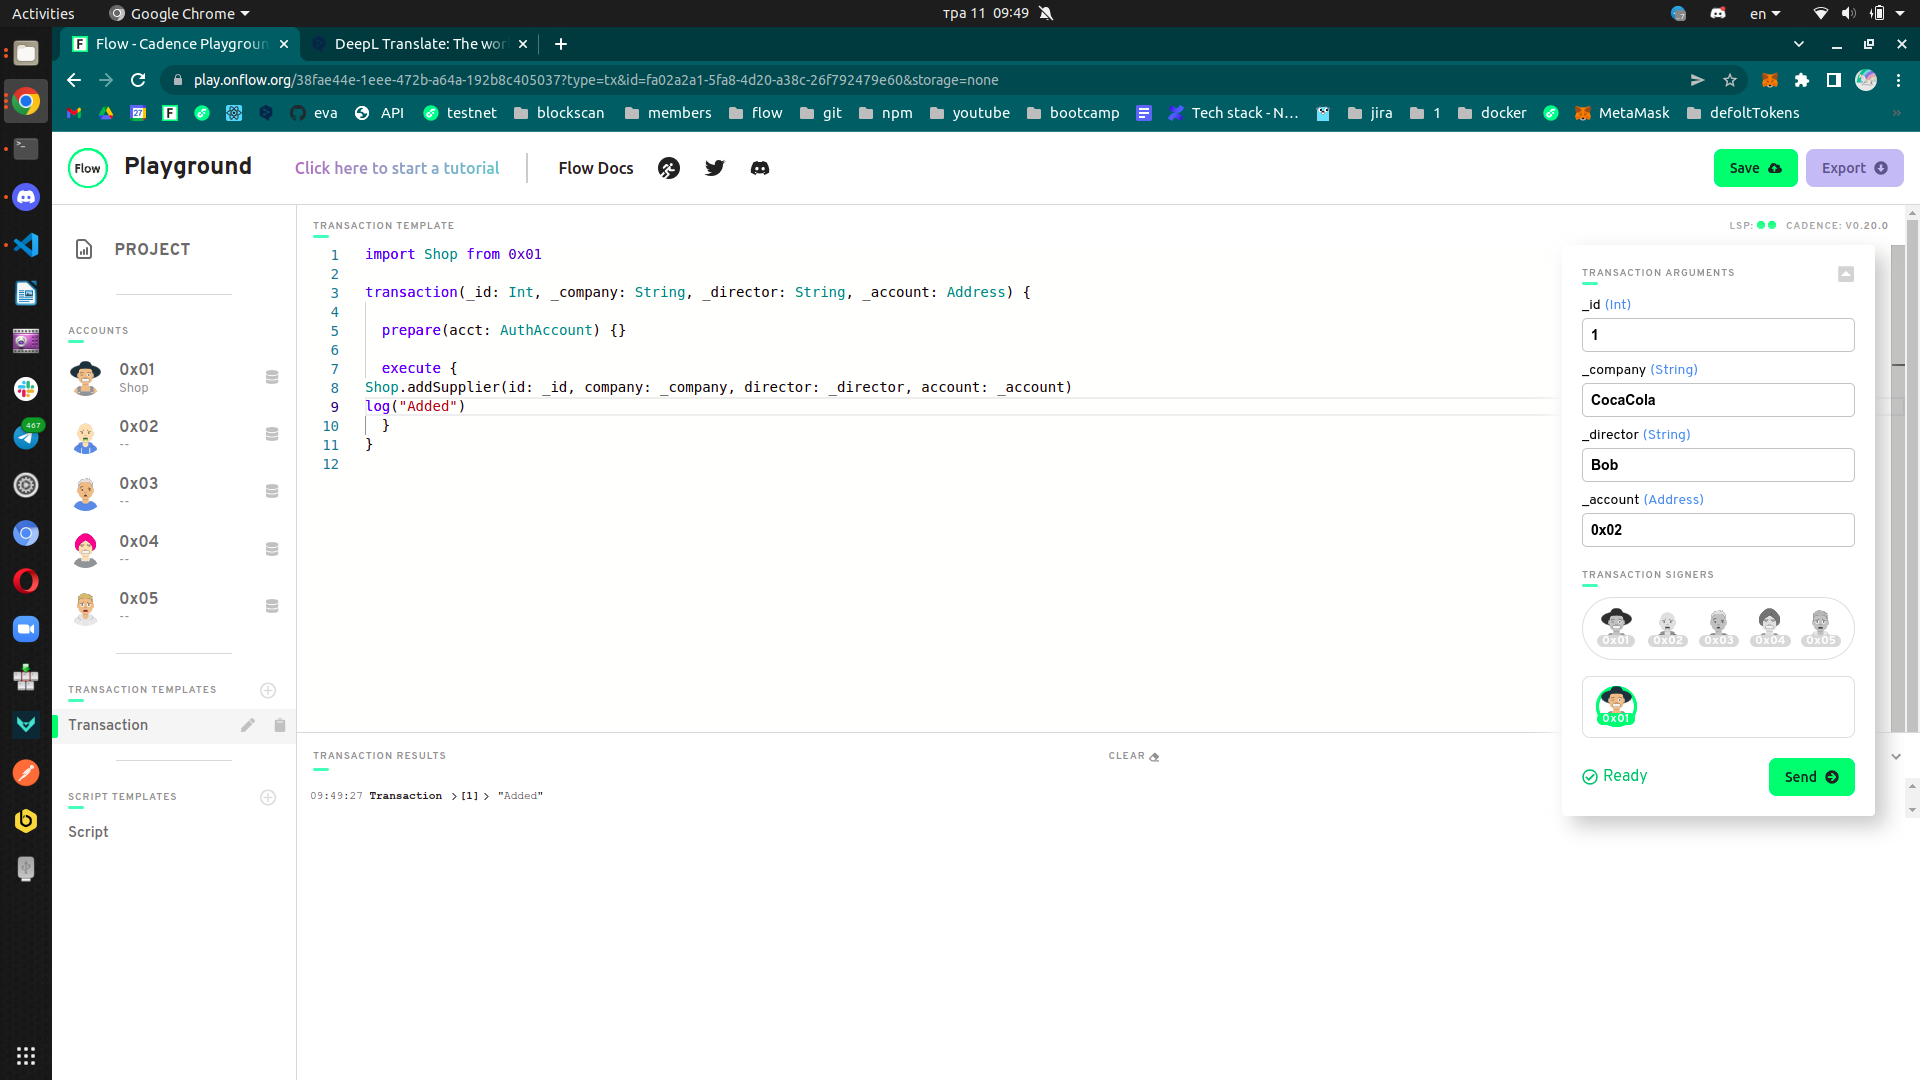 Activities
Google Chrome
тра 11 09:49
en
Flow - Cadence Playgroun
DeepL Translate: The wor
play.onflow.org/38fae44e-1eee-472b-a64a-192b8c405037?type=tx&id=fa02a2a1-5fa8-4d20-a38c-26f792479e60&storage=none
27
eva
API
testnet
blockscan
members
flow
git
npm
youtube
bootcamp
Tech stack - N...
jira
1
docker
MetaMask
defoltTokens
Flow
Playground
Click here to start a tutorial
Flow Docs
Save
Export
PROJECT
ACCOUNTS
0x01
Shop
0x02
--
0x03
--
0x04
--
0x05
--
TRANSACTION TEMPLATES
Transaction
SCRIPT TEMPLATES
Script
467
TRANSACTION TEMPLATE
LSP:
CADENCE: V0.20.0
1 import Shop from 0x01
2
3 transaction(_id: Int, _company: String, _director: String, _account: Address) {
4
5 prepare(acct: AuthAccount) {}
6
7 execute {
8 Shop.addSupplier(id: _id, company: _company, director: _director, account: _account)
9 log("Added")
10 }
11 }
12
TRANSACTION ARGUMENTS
_id (Int)
1
_company (String)
CocaCola
_director (String)
Bob
_account (Address)
0x02
TRANSACTION SIGNERS
0x01
0x02
0x03
0x04
0x05
0x01
Ready
Send
TRANSACTION RESULTS
CLEAR
09:49:27 Transaction >[1]> "Added"